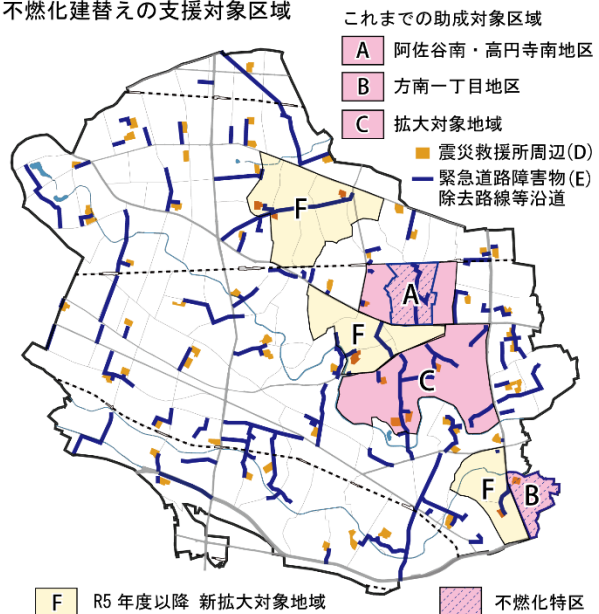 不燃化建替えの支援対象区域
これまでの助成対象区域
A 阿佐谷南・高円寺南地区
B 方南一丁目地区
C 拡大対象地域
震災救援所周辺(D)
緊急道路障害物(E)
除去路線等沿道
F
A
F
C
F
B
F R5年度以降 新拡大対象地域
不燃化特区